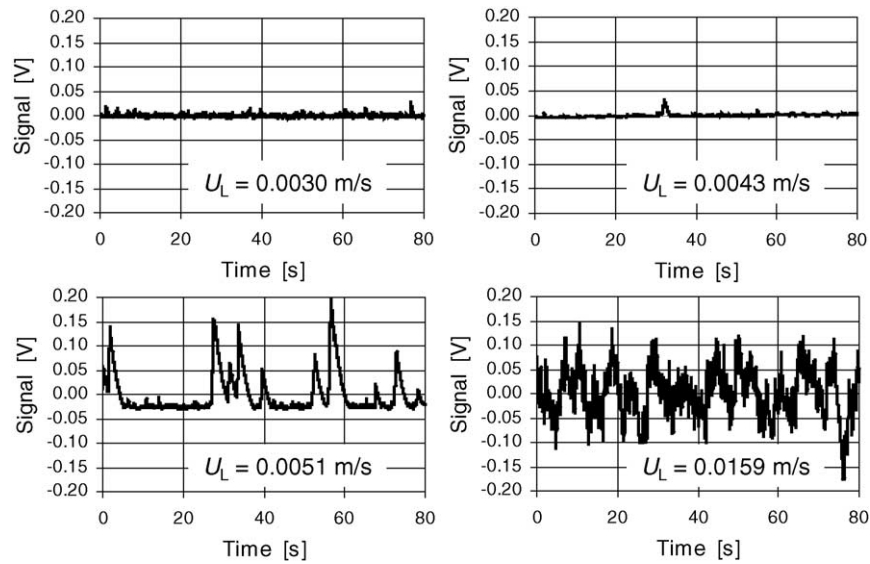 0.20
0.15
0.10
0.05
0.00
-0.05
-0.10
-0.15
-0.20
Signal [V]
U_L = 0.0030 m/s
0 20 40 60 80
Time [s]
0.20
0.15
0.10
0.05
0.00
-0.05
-0.10
-0.15
-0.20
Signal [V]
U_L = 0.0043 m/s
0 20 40 60 80
Time [s]
0.20
0.15
0.10
0.05
0.00
-0.05
-0.10
-0.15
-0.20
Signal [V]
U_L = 0.0051 m/s
0 20 40 60 80
Time [s]
0.20
0.15
0.10
0.05
0.00
-0.05
-0.10
-0.15
-0.20
Signal [V]
U_L = 0.0159 m/s
0 20 40 60 80
Time [s]